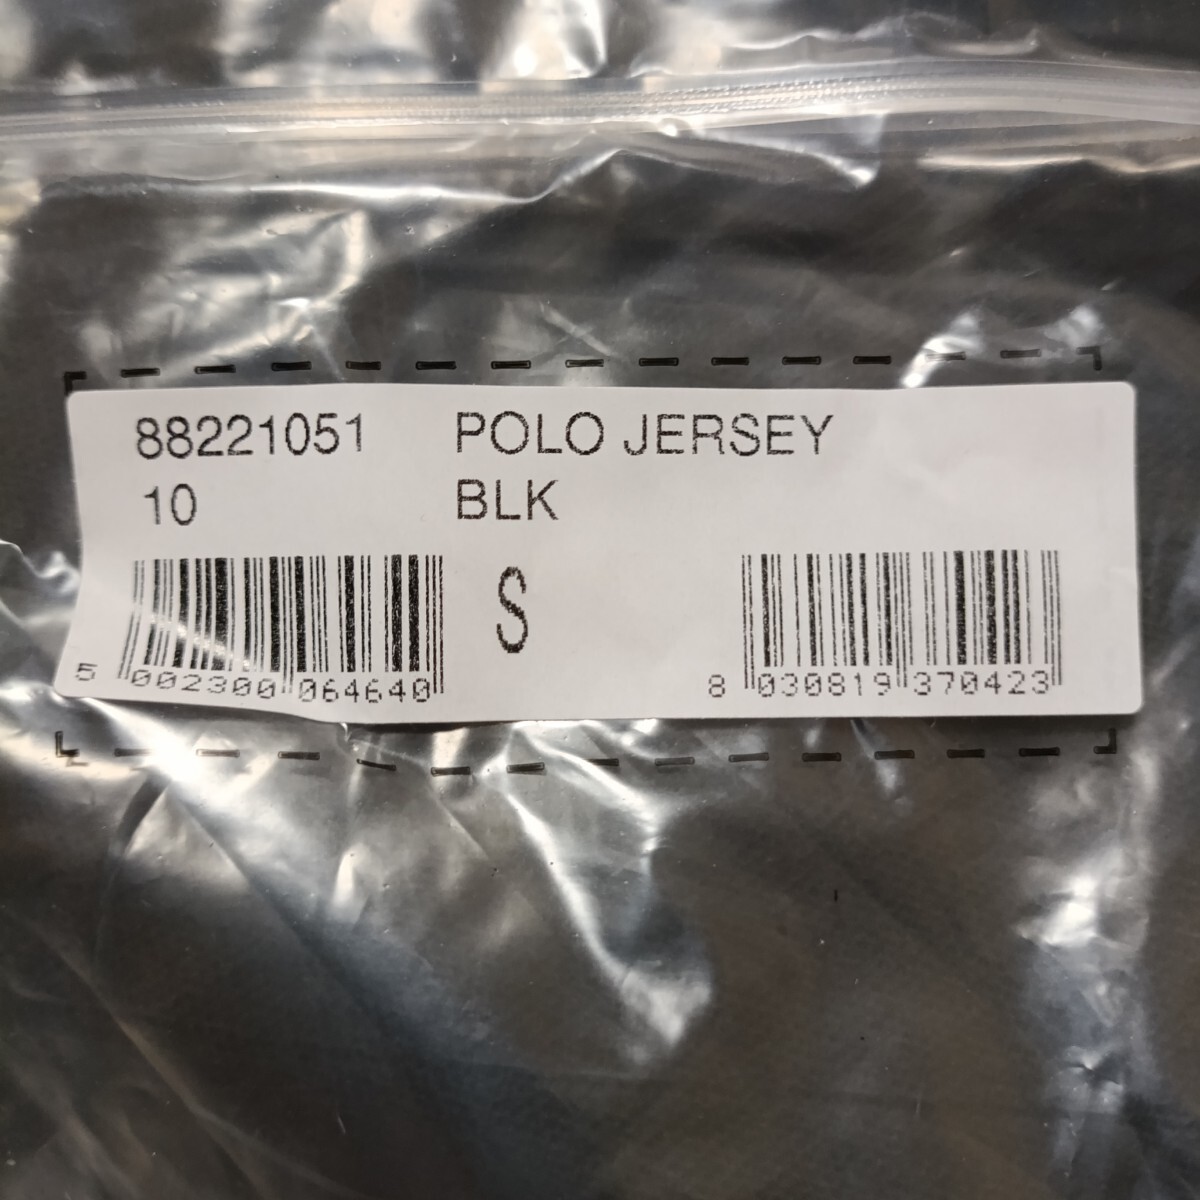 88221051 POLO JERSEY
10 BLK
S
5 002300 064640
8 030819 370423